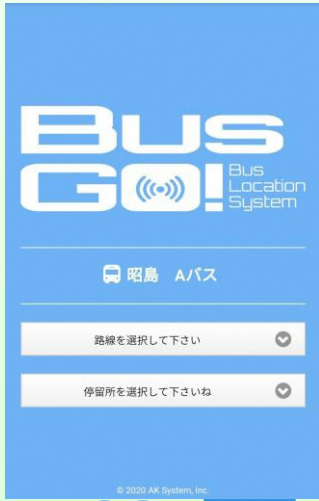 Bus
GO!
Bus
Location
System
昭島 Aバス
路線を選択して下さい
停留所を選択して下さいね
© 2020 AK System, Inc.